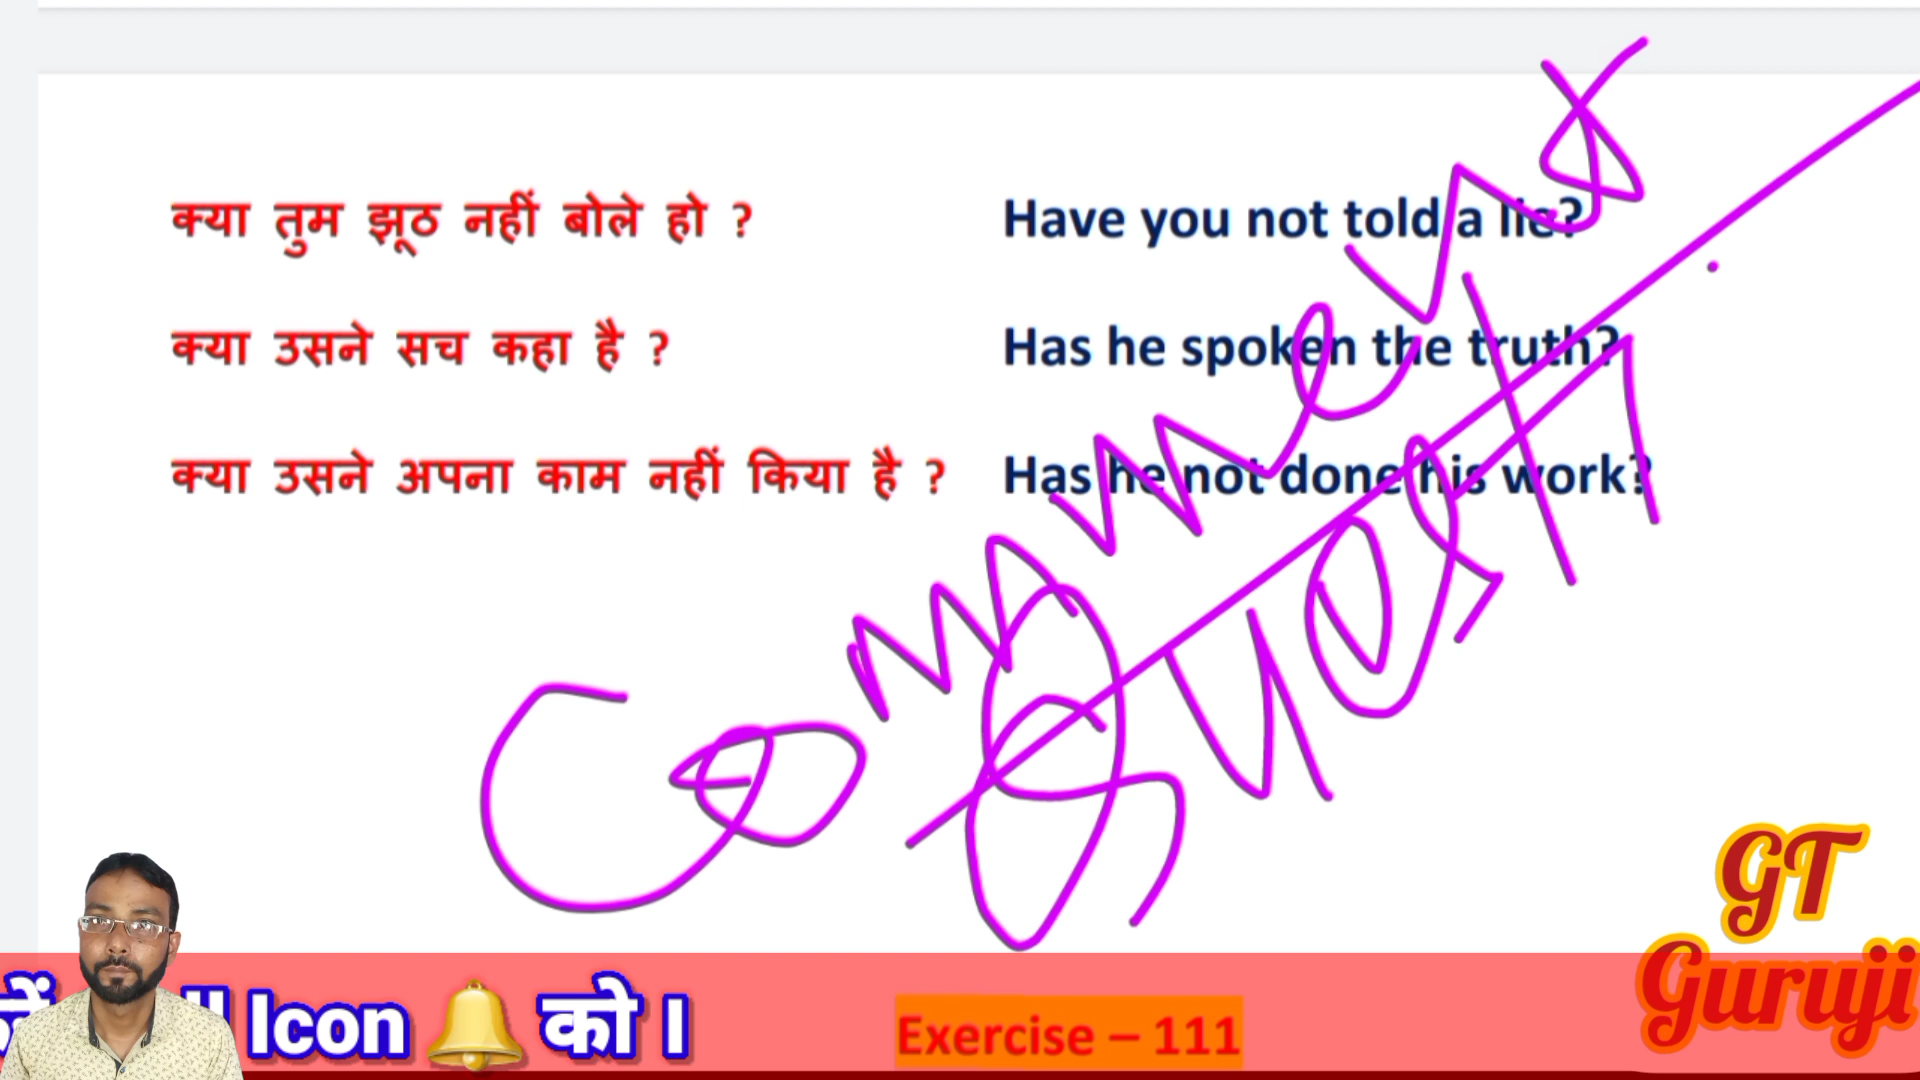 क्या तुम झूठ नहीं बोले हो ?
Have you not told a lie?
क्या उसने सच कहा है ?
Has he spoken the truth?
क्या उसने अपना काम नहीं किया है ?
Has he not done his work?
Comment
Icon 🔔 को ।
Exercise – 111
GT
Guruji